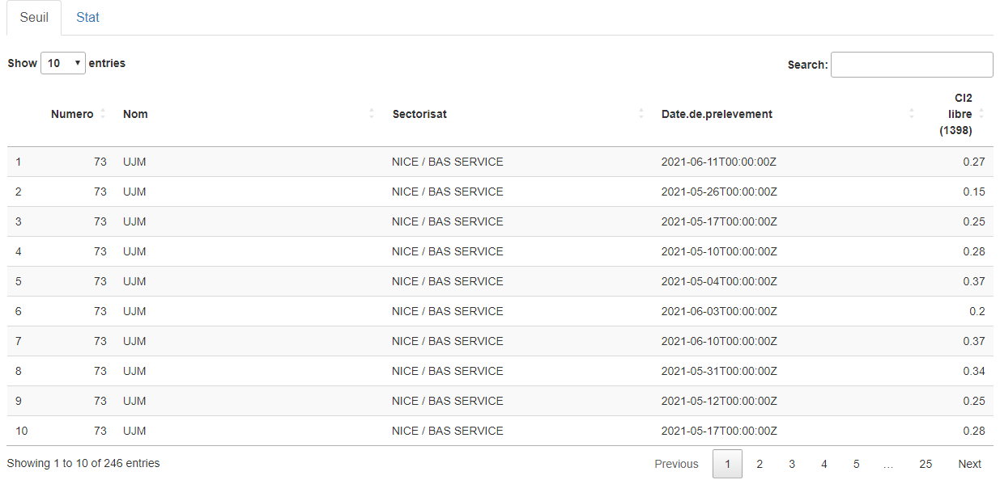 Seuil Stat
Show 10 entries Search:
Numero Nom Sectorisat Date.de.prelevement Cl2 libre (1398)
1 73 UJM NICE / BAS SERVICE 2021-06-11T00:00:00Z 0.27
2 73 UJM NICE / BAS SERVICE 2021-05-26T00:00:00Z 0.15
3 73 UJM NICE / BAS SERVICE 2021-05-17T00:00:00Z 0.25
4 73 UJM NICE / BAS SERVICE 2021-05-10T00:00:00Z 0.28
5 73 UJM NICE / BAS SERVICE 2021-05-04T00:00:00Z 0.37
6 73 UJM NICE / BAS SERVICE 2021-06-03T00:00:00Z 0.2
7 73 UJM NICE / BAS SERVICE 2021-06-10T00:00:00Z 0.37
8 73 UJM NICE / BAS SERVICE 2021-05-31T00:00:00Z 0.34
9 73 UJM NICE / BAS SERVICE 2021-05-12T00:00:00Z 0.25
10 73 UJM NICE / BAS SERVICE 2021-05-17T00:00:00Z 0.28
Showing 1 to 10 of 246 entries Previous 1 2 3 4 5 … 25 Next